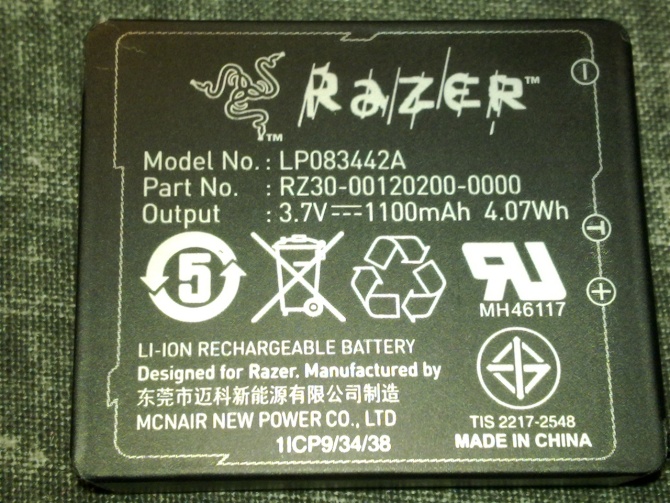 RAZER™
TM
Model No. : LP083442A
Part No. : RZ30-00120200-0000
Output : 3.7V⎓1100mAh 4.07Wh
5
RU
MH46117
LI-ION RECHARGEABLE BATTERY
Designed for Razer. Manufactured by
东莞市迈科新能源有限公司制造
MCNAIR NEW POWER CO., LTD
1ICP9/34/38
TIS 2217-2548
MADE IN CHINA
－
T
+